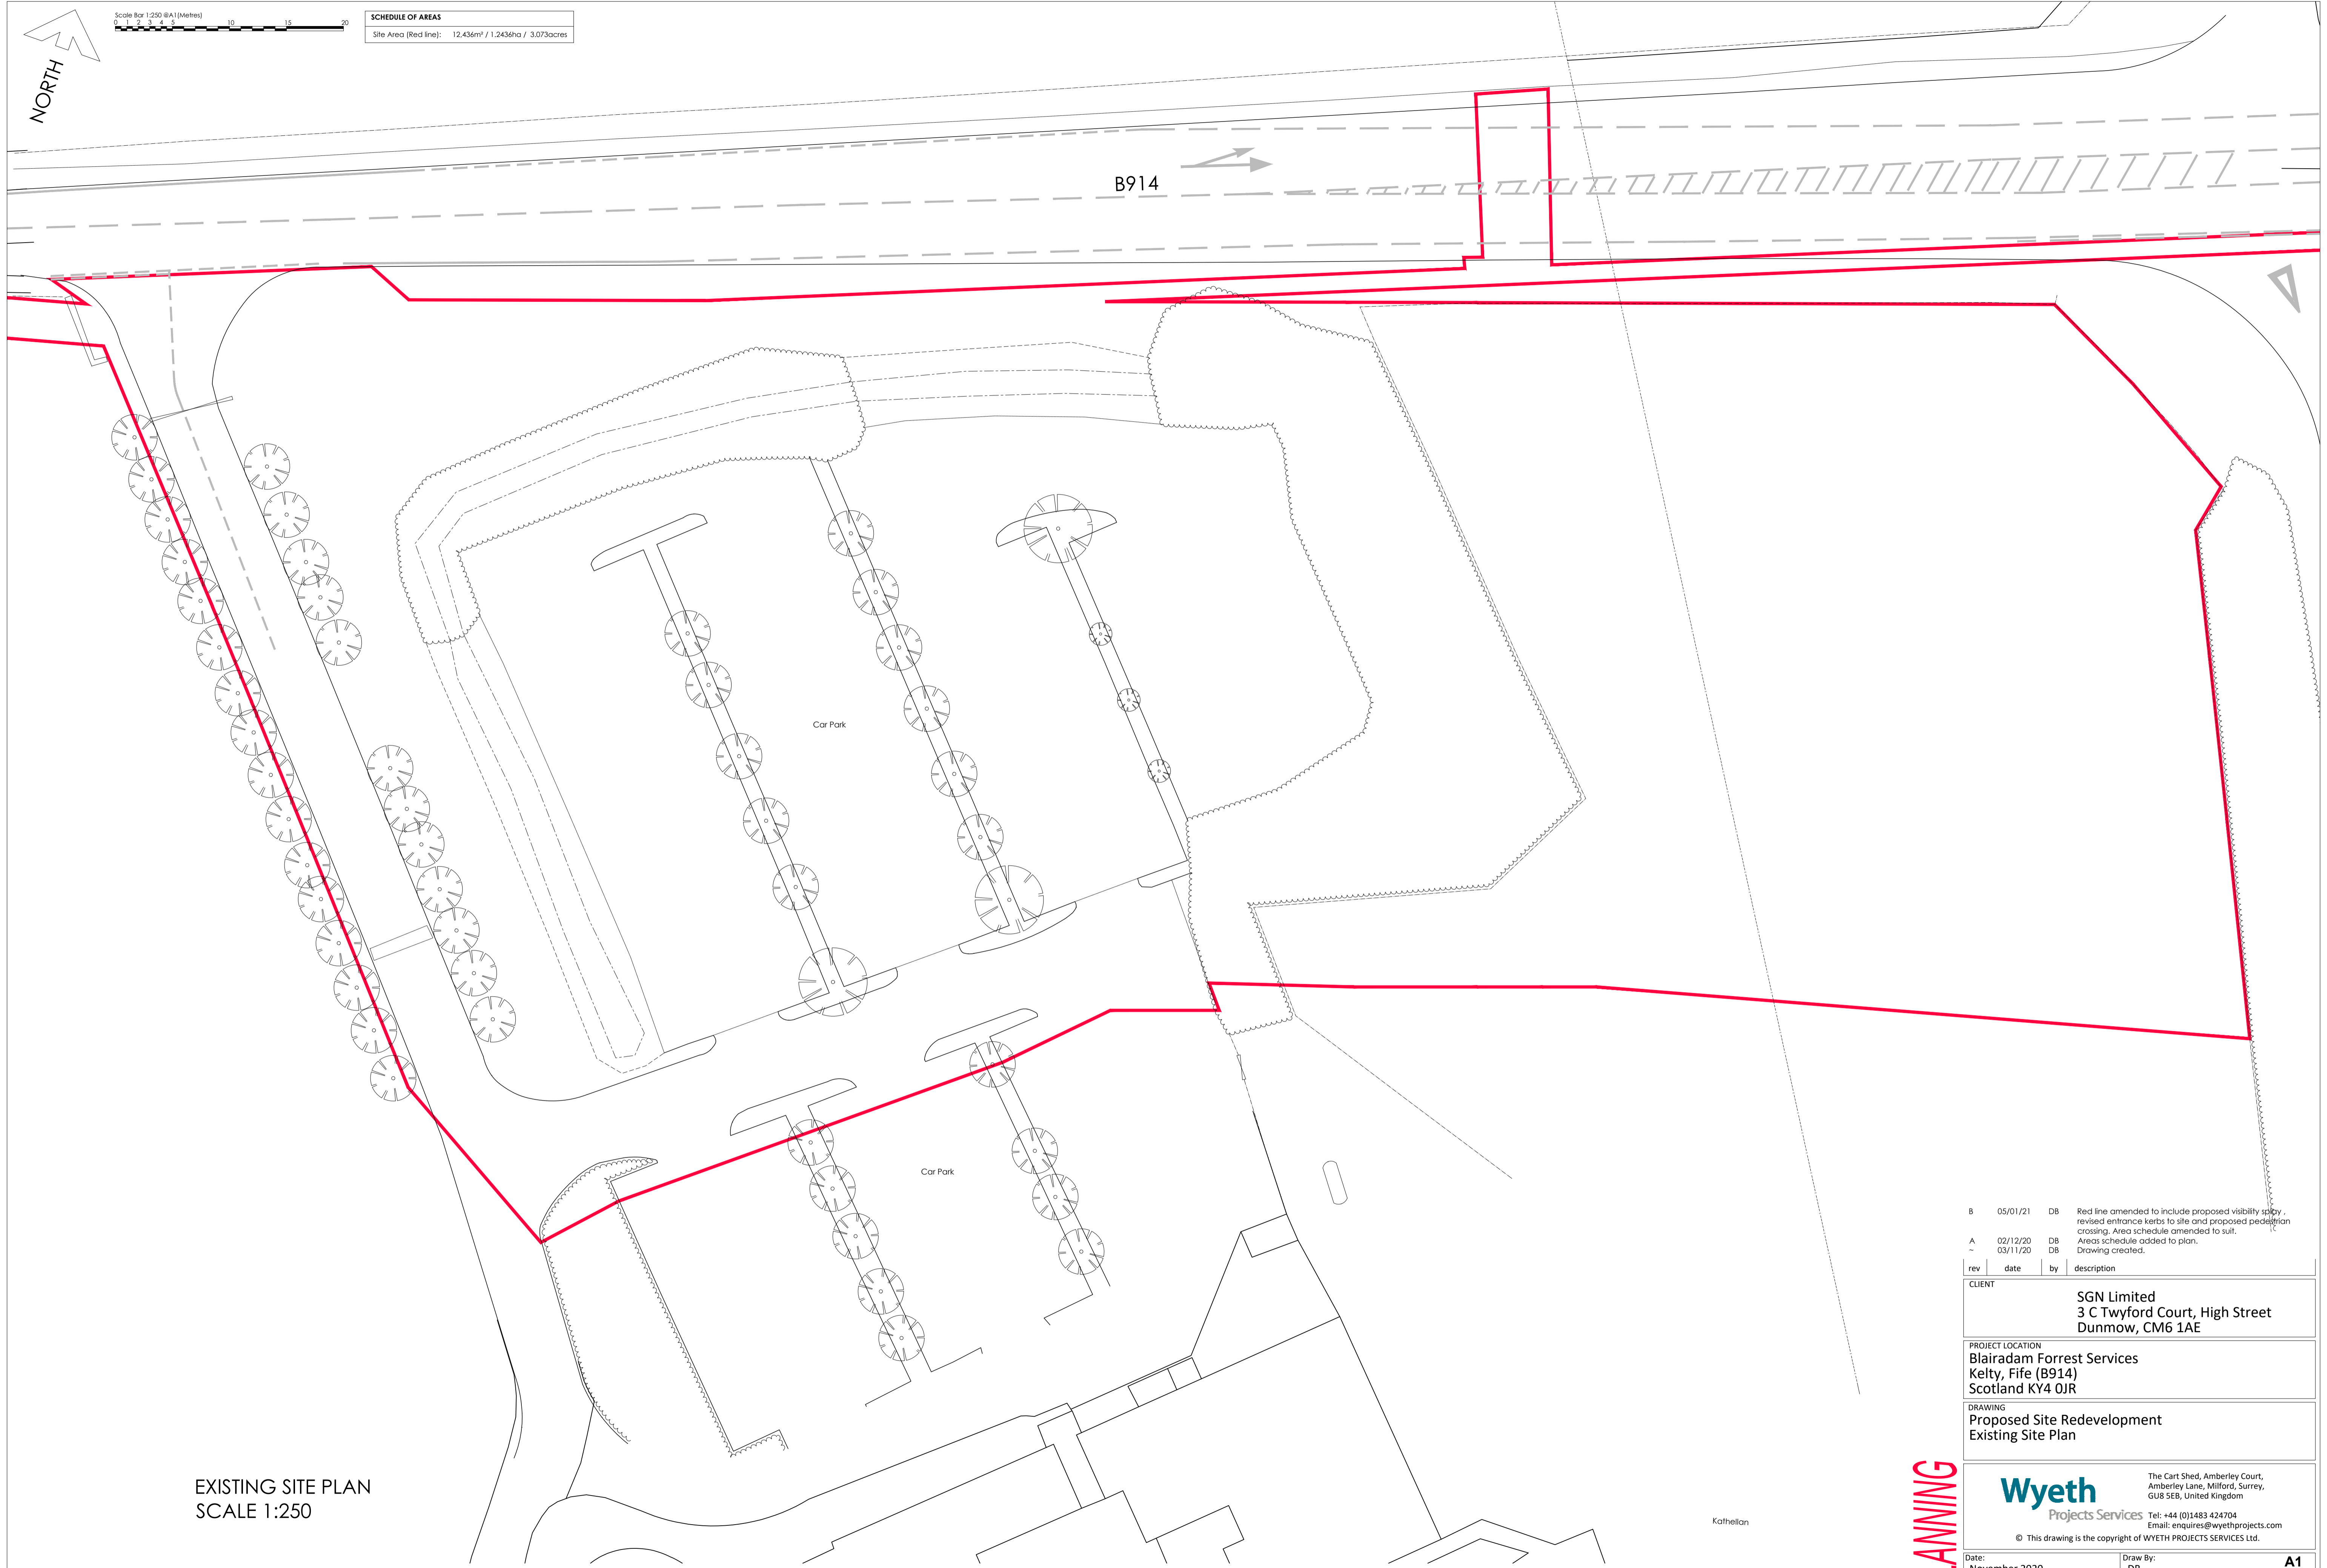 Scale Bar 1:250 @A1(Metres)
0 1 2 3 4 5 10 15 20
SCHEDULE OF AREAS
Site Area (Red line): 12,436m² / 1.2436ha / 3.073acres
NORTH
B914
Car Park
Car Park
Kathellan
EXISTING SITE PLAN
SCALE 1:250
B 05/01/21 DB Red line amended to include proposed visibility splay ,
revised entrance kerbs to site and proposed pedestrian
crossing. Area schedule amended to suit.
A 02/12/20 DB Areas schedule added to plan.
~ 03/11/20 DB Drawing created.
rev date by description
CLIENT
SGN Limited
3 C Twyford Court, High Street
Dunmow, CM6 1AE
PROJECT LOCATION
Blairadam Forrest Services
Kelty, Fife (B914)
Scotland KY4 0JR
DRAWING
Proposed Site Redevelopment
Existing Site Plan
Wyeth
Projects Services
The Cart Shed, Amberley Court,
Amberley Lane, Milford, Surrey,
GU8 5EB, United Kingdom
Tel: +44 (0)1483 424704
Email: enquires@wyethprojects.com
© This drawing is the copyright of WYETH PROJECTS SERVICES Ltd.
Date:
November 2020
Draw By:
DB
A1
ANNING